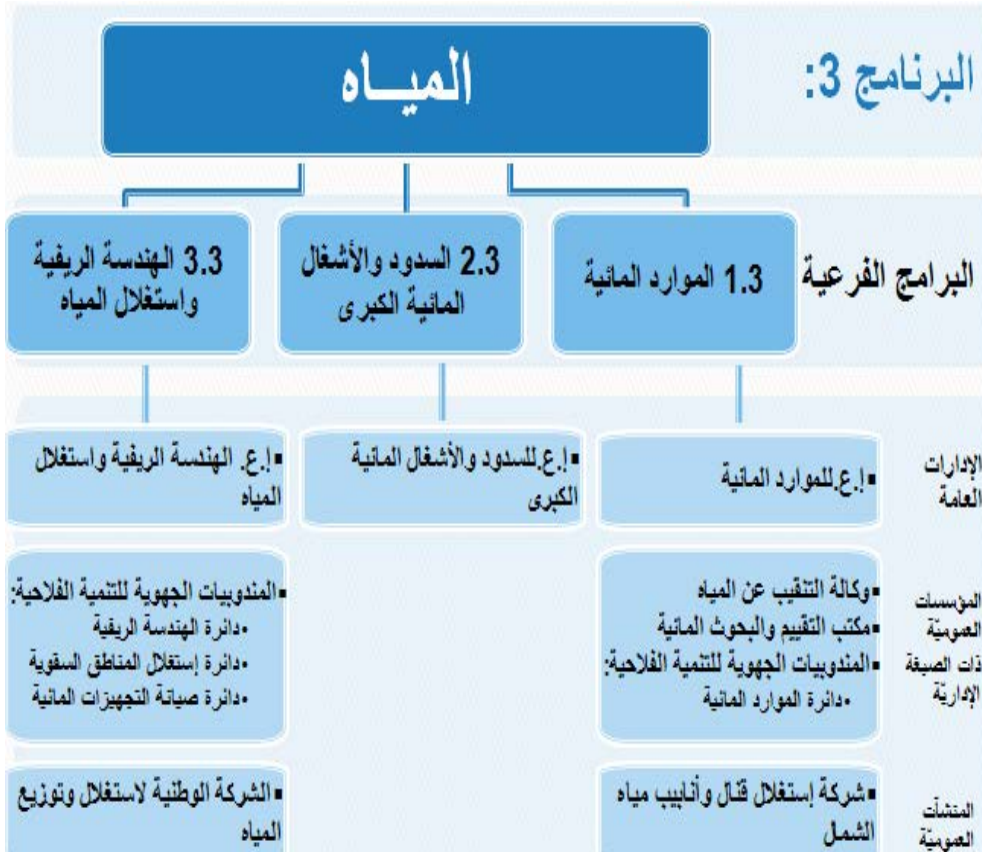 البرنامج 3:
الميـــاه
البرامج الفرعية
1.3 الموارد المائية
2.3 السدود والأشغال
المائية الكبرى
3.3 الهندسة الريفية
واستغلال المياه
الإدارات
العامة
▪إ.ع.للموارد المائية
▪إ.ع.للسدود والأشغال المائية
الكبرى
▪إ.ع. الهندسة الريفية واستغلال
المياه
المؤسسات
العموميّة
ذات الصبغة
الإداريّة
▪وكالة التنقيب عن المياه
▪مكتب التقييم والبحوث المائية
▪المندوبيات الجهوية للتنمية الفلاحية:
•دائرة الموارد المائية
▪المندوبيات الجهوية للتنمية الفلاحية:
•دائرة الهندسة الريفية
•دائرة إستغلال المناطق السقوية
•دائرة صيانة التجهيزات المائية
المنشآت
العموميّة
▪شركة إستغلال قنال وأنابيب مياه
الشمال
▪الشركة الوطنية لاستغلال وتوزيع
المياه